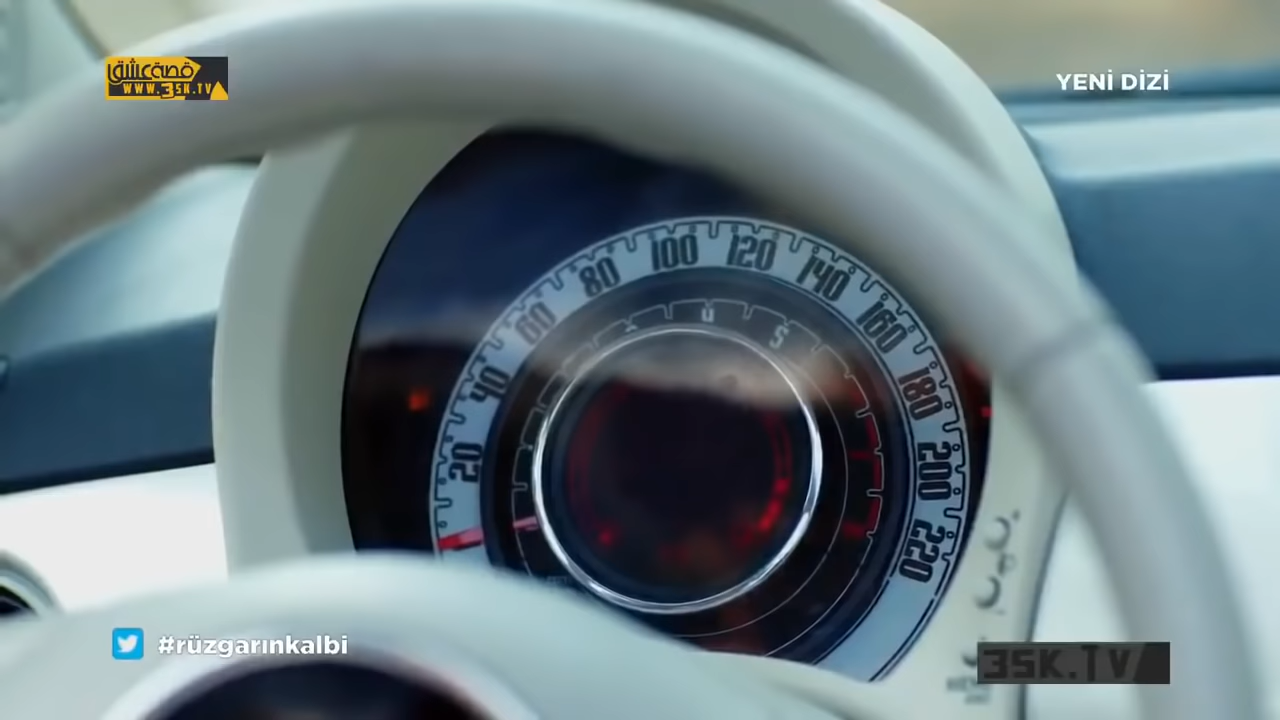 قصة عشق
WWW.3SK.TV
YENİ DİZİ
20
40
60
80
100
120
140
160
180
200
220
#rüzgarınkalbi
3SK.TV